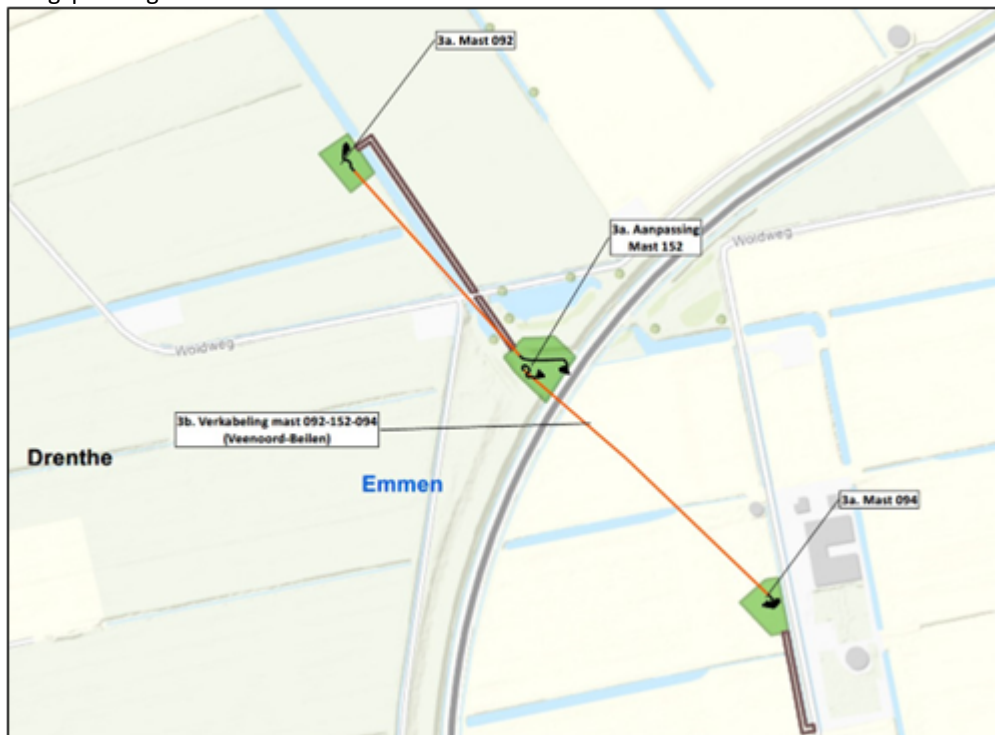 3a. Mast 092
3a. Aanpassing
Mast 152
Woldweg
Woldweg
3b. Verkabeling mast 092-152-094
(Veenoord-Beilen)
Drenthe
Emmen
3a. Mast 094